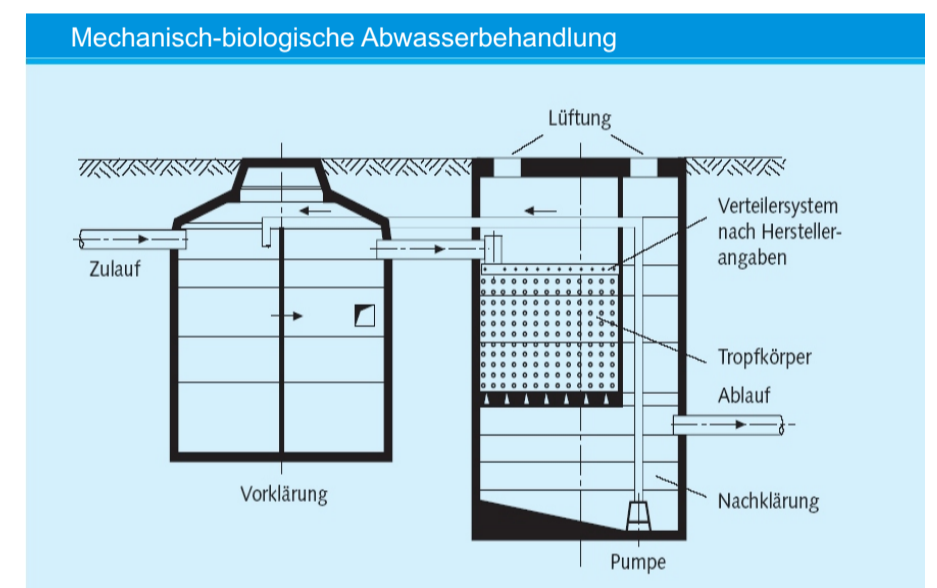 Mechanisch-biologische Abwasserbehandlung
Lüftung
Verteilersystem
nach Hersteller-
angaben
Zulauf
Tropfkörper
Ablauf
Vorklärung
Nachklärung
Pumpe